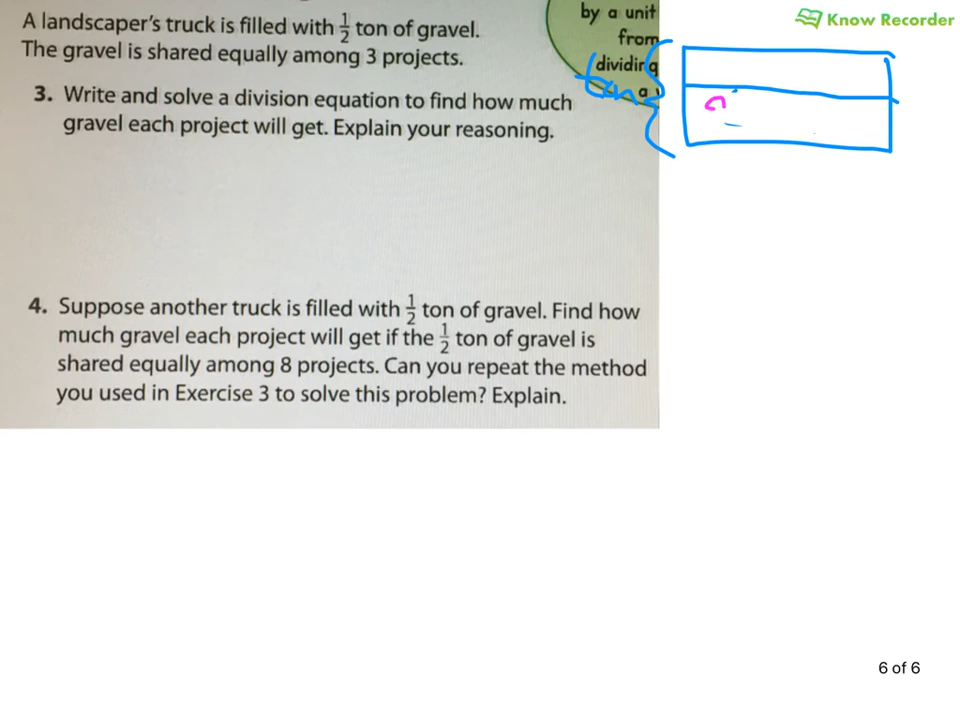 A landscaper's truck is filled with 1/2 ton of gravel.
The gravel is shared equally among 3 projects.
3. Write and solve a division equation to find how much
gravel each project will get. Explain your reasoning.
4. Suppose another truck is filled with 1/2 ton of gravel. Find how
much gravel each project will get if the 1/2 ton of gravel is
shared equally among 8 projects. Can you repeat the method
you used in Exercise 3 to solve this problem? Explain.
by a unit
from
dividing
a
ton
Know Recorder
6 of 6